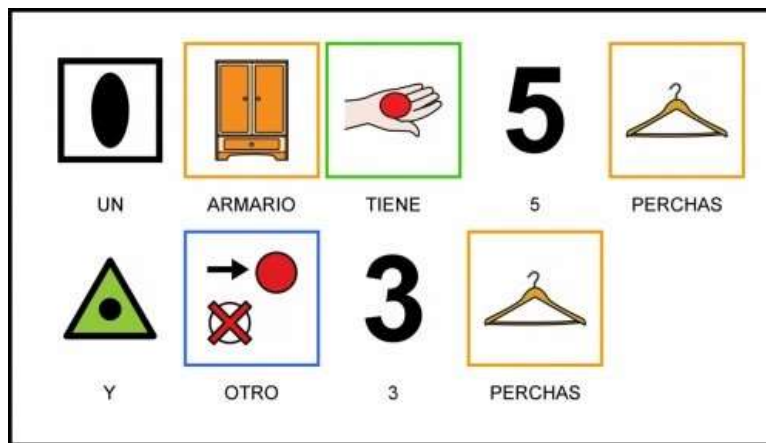 5
UN ARMARIO TIENE 5 PERCHAS
3
Y OTRO 3 PERCHAS